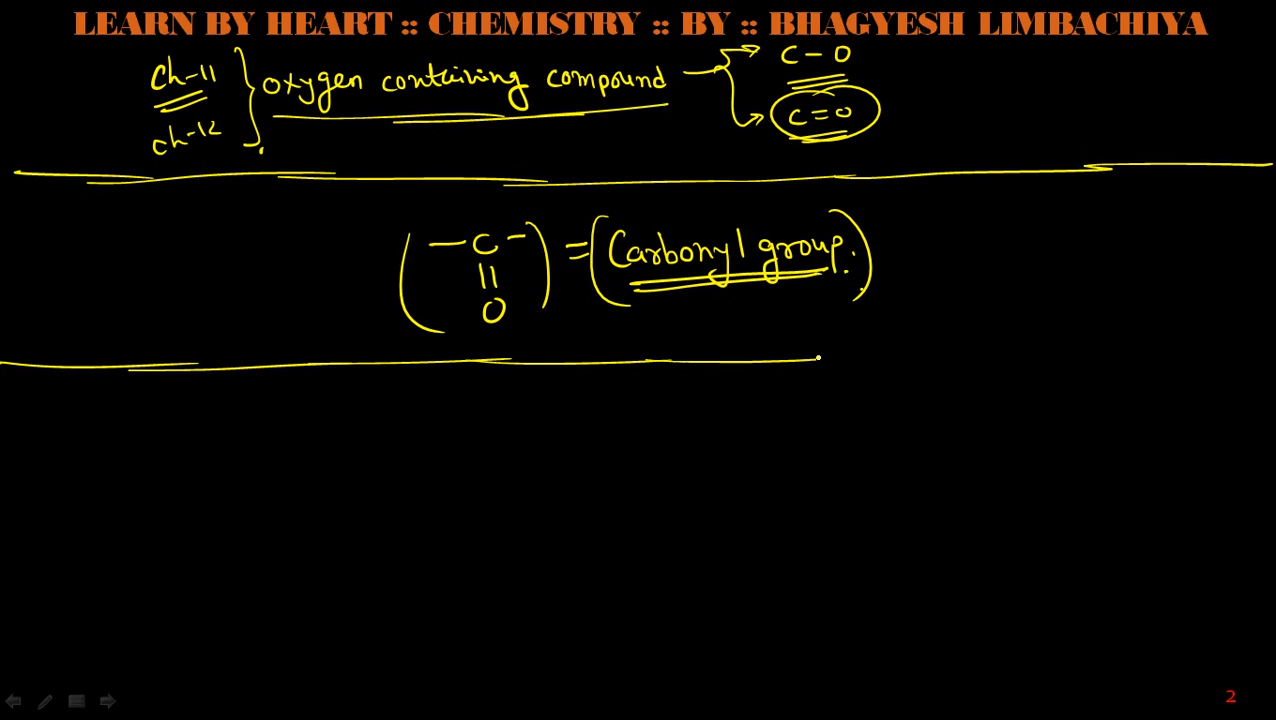 LEARN BY HEART :: CHEMISTRY :: BY :: BHAGYESH LIMBACHIYA
Ch-11
ch-12
oxygen containing compound
C - O
C = O
- C -
||
O
= (Carbonyl group.)
2